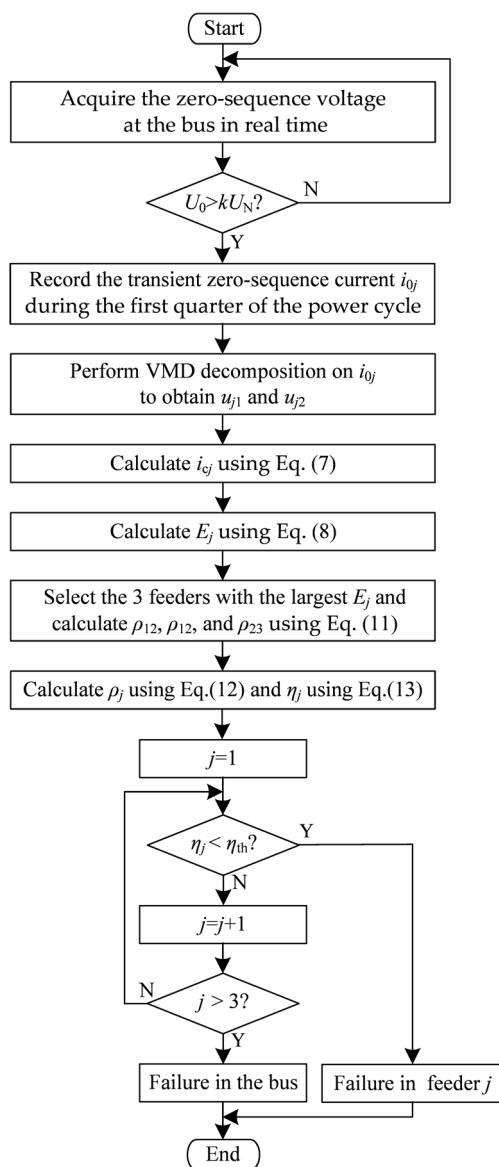 Start
Acquire the zero-sequence voltage
at the bus in real time
N
U₀>kU_N?
Y
Record the transient zero-sequence current i₀ⱼ
during the first quarter of the power cycle
Perform VMD decomposition on i₀ⱼ
to obtain uⱼ₁ and uⱼ₂
Calculate i_cj using Eq. (7)
Calculate Eⱼ using Eq. (8)
Select the 3 feeders with the largest Eⱼ and
calculate ρ₁₂, ρ₁₂, and ρ₂₃ using Eq. (11)
Calculate ρⱼ using Eq.(12) and ηⱼ using Eq.(13)
j=1
ηⱼ < η_th?
Y
N
j=j+1
N
j > 3?
Y
Failure in the bus
Failure in feeder j
End